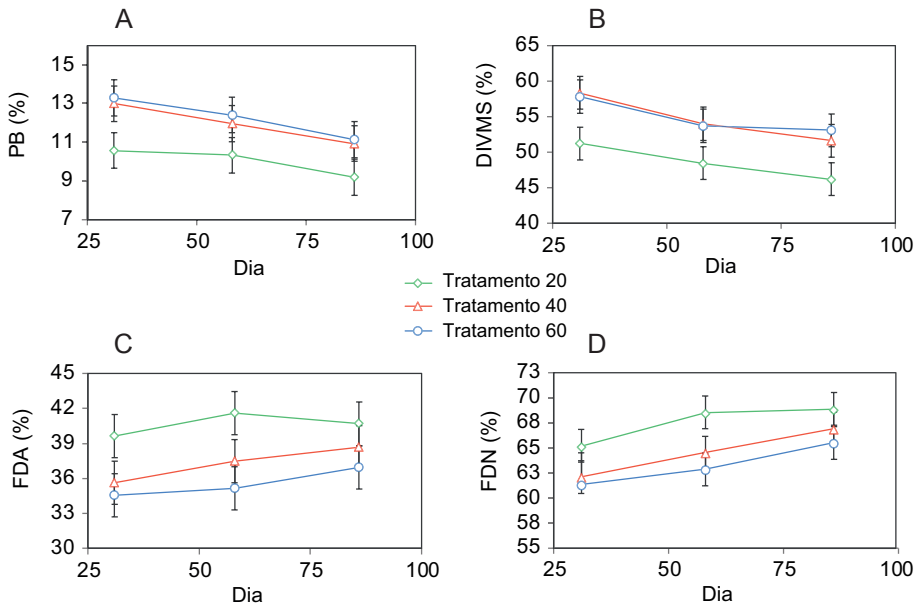 A
PB (%)
15
13
11
9
7
25
50
75
100
Dia
B
DIVMS (%)
65
60
55
50
45
40
25
50
75
100
Dia
Tratamento 20
Tratamento 40
Tratamento 60
C
FDA (%)
45
42
39
36
33
30
25
50
75
100
Dia
D
FDN (%)
73
70
68
65
63
60
58
55
25
50
75
100
Dia